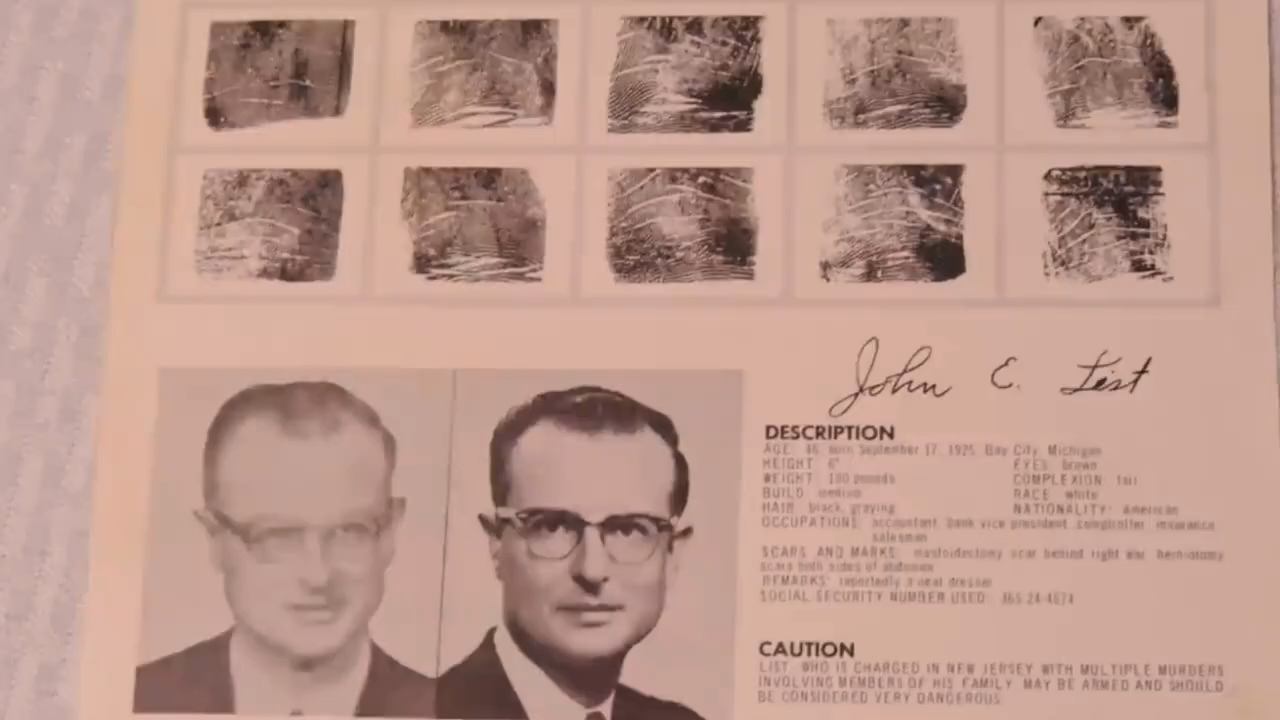 John E. List
DESCRIPTION
AGE: 46, born September 17, 1925, Bay City, Michigan
HEIGHT: 6' EYES: brown
WEIGHT: 180 pounds COMPLEXION: fair
BUILD: medium RACE: white
HAIR: black, graying NATIONALITY: American
OCCUPATIONS: accountant, bank vice president, comptroller, insurance
salesman
SCARS AND MARKS: mastoidectomy scar behind right ear, herniotomy
scars both sides of abdomen
REMARKS: reportedly a neat dresser
SOCIAL SECURITY NUMBER USED:
CAUTION
LIST, WHO IS CHARGED IN NEW JERSEY WITH MULTIPLE MURDERS
INVOLVING MEMBERS OF HIS FAMILY, MAY BE ARMED AND SHOULD
BE CONSIDERED VERY DANGEROUS.